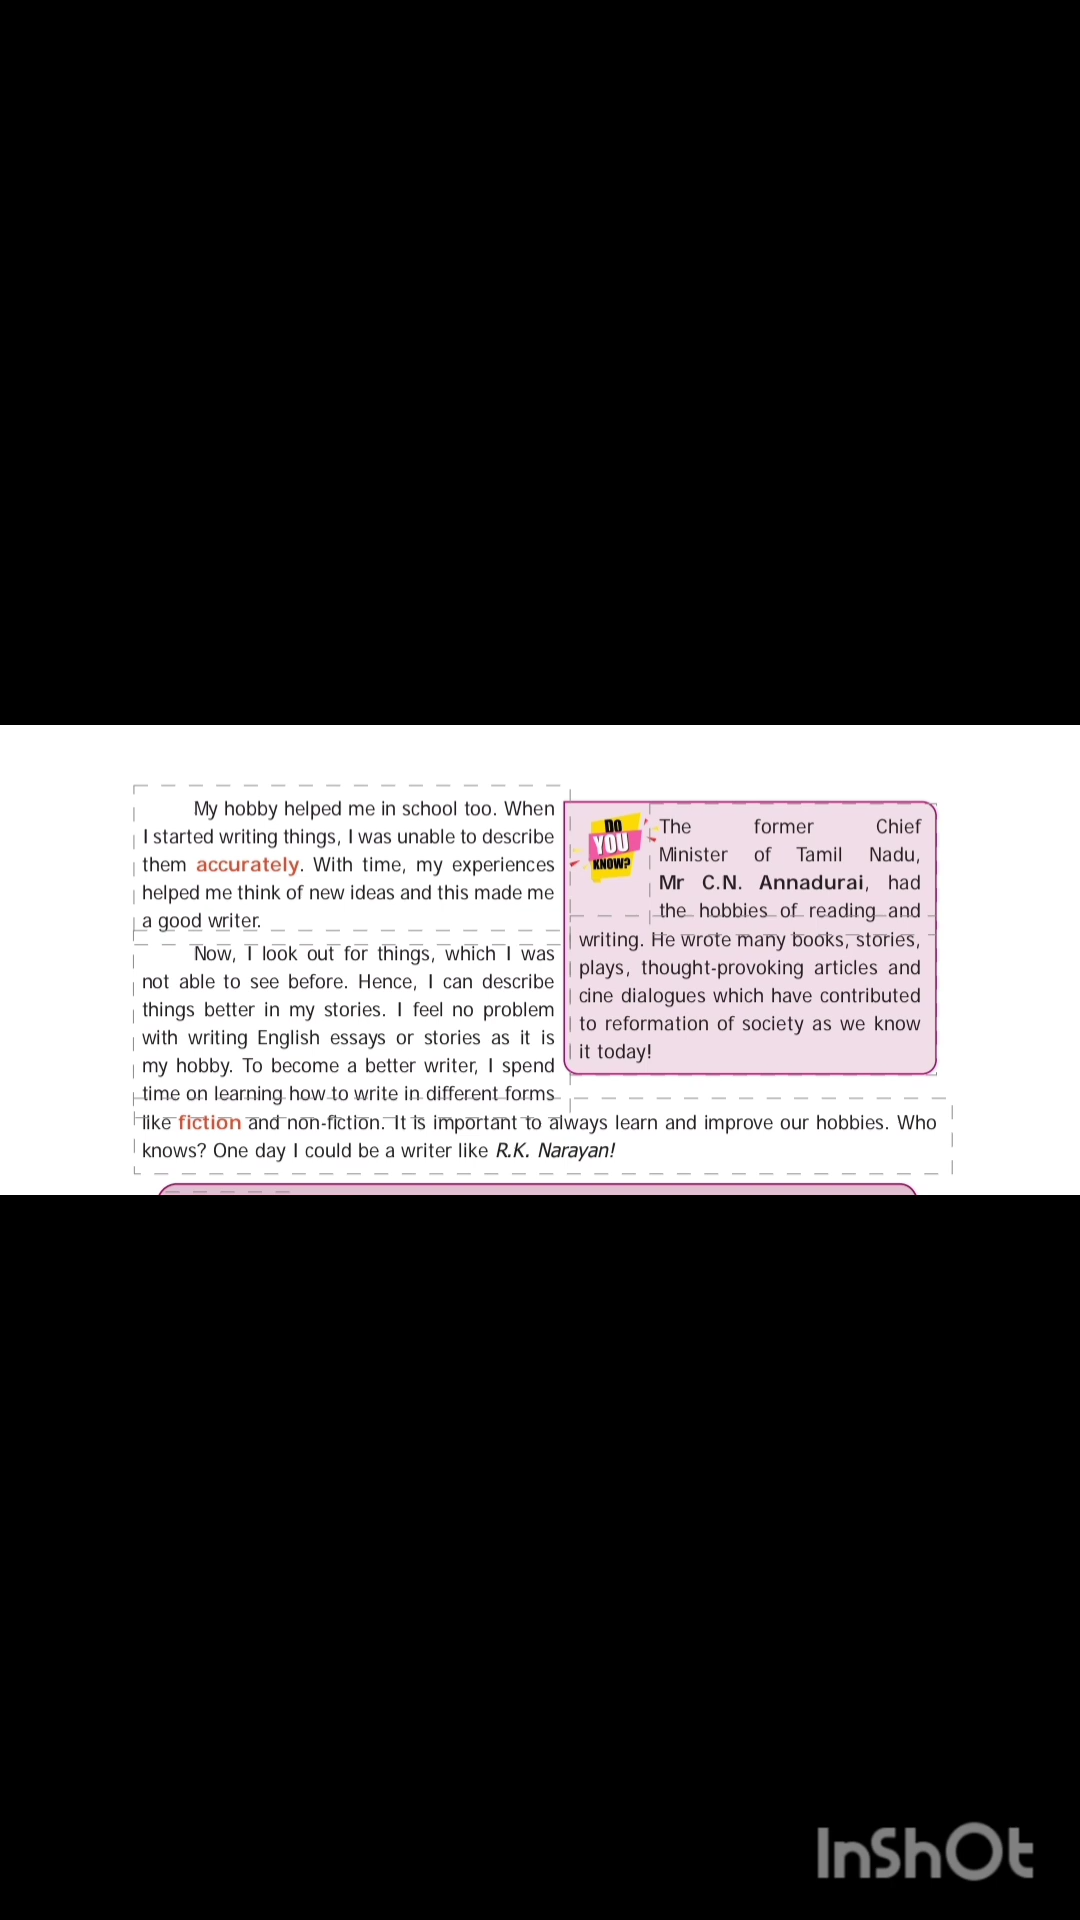 My hobby helped me in school too. When
I started writing things, I was unable to describe
them accurately. With time, my experiences
helped me think of new ideas and this made me
a good writer.
Now, I look out for things, which I was
not able to see before. Hence, I can describe
things better in my stories. I feel no problem
with writing English essays or stories as it is
my hobby. To become a better writer, I spend
time on learning how to write in different forms
like fiction and non-fiction. It is important to always learn and improve our hobbies. Who
knows? One day I could be a writer like R.K. Narayan!
DO
YOU
KNOW?
The former Chief
Minister of Tamil Nadu,
Mr C.N. Annadurai, had
the hobbies of reading and
writing. He wrote many books, stories,
plays, thought-provoking articles and
cine dialogues which have contributed
to reformation of society as we know
it today!
InShOt